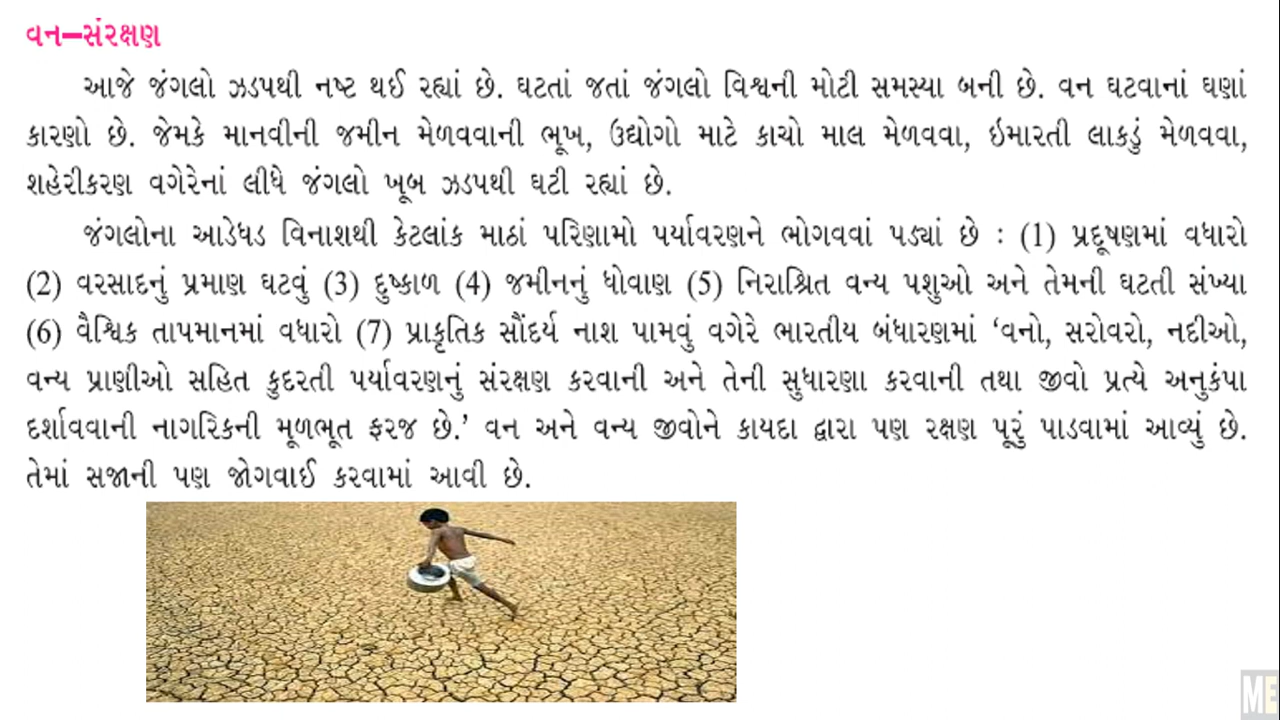 વન–સંરક્ષણ
આજે જંગલો ઝડપથી નષ્ટ થઈ રહ્યાં છે. ઘટતાં જતાં જંગલો વિશ્વની મોટી સમસ્યા બની છે. વન ઘટવાનાં ઘણાં
કારણો છે. જેમકે માનવીની જમીન મેળવવાની ભૂખ, ઉદ્યોગો માટે કાચો માલ મેળવવા, ઇમારતી લાકડું મેળવવા,
શહેરીકરણ વગેરેનાં લીધે જંગલો ખૂબ ઝડપથી ઘટી રહ્યાં છે.
જંગલોના આડેધડ વિનાશથી કેટલાંક માઠાં પરિણામો પર્યાવરણને ભોગવવાં પડ્યાં છે : (1) પ્રદૂષણમાં વધારો
(2) વરસાદનું પ્રમાણ ઘટવું (3) દુષ્કાળ (4) જમીનનું ધોવાણ (5) નિરાશ્રિત વન્ય પશુઓ અને તેમની ઘટતી સંખ્યા
(6) વૈશ્વિક તાપમાનમાં વધારો (7) પ્રાકૃતિક સૌંદર્ય નાશ પામવું વગેરે ભારતીય બંધારણમાં ‘વનો, સરોવરો, નદીઓ,
વન્ય પ્રાણીઓ સહિત કુદરતી પર્યાવરણનું સંરક્ષણ કરવાની અને તેની સુધારણા કરવાની તથા જીવો પ્રત્યે અનુકંપા
દર્શાવવાની નાગરિકની મૂળભૂત ફરજ છે.’ વન અને વન્ય જીવોને કાયદા દ્વારા પણ રક્ષણ પૂરું પાડવામાં આવ્યું છે.
તેમાં સજાની પણ જોગવાઈ કરવામાં આવી છે.
ME